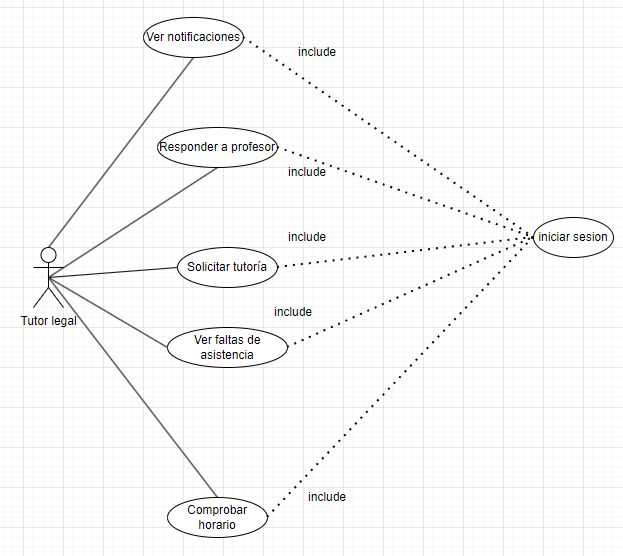 Ver notificaciones
include
Responder a profesor
include
iniciar sesion
include
Solicitar tutoría
include
Tutor legal
Ver faltas de
asistencia
include
Comprobar
horario